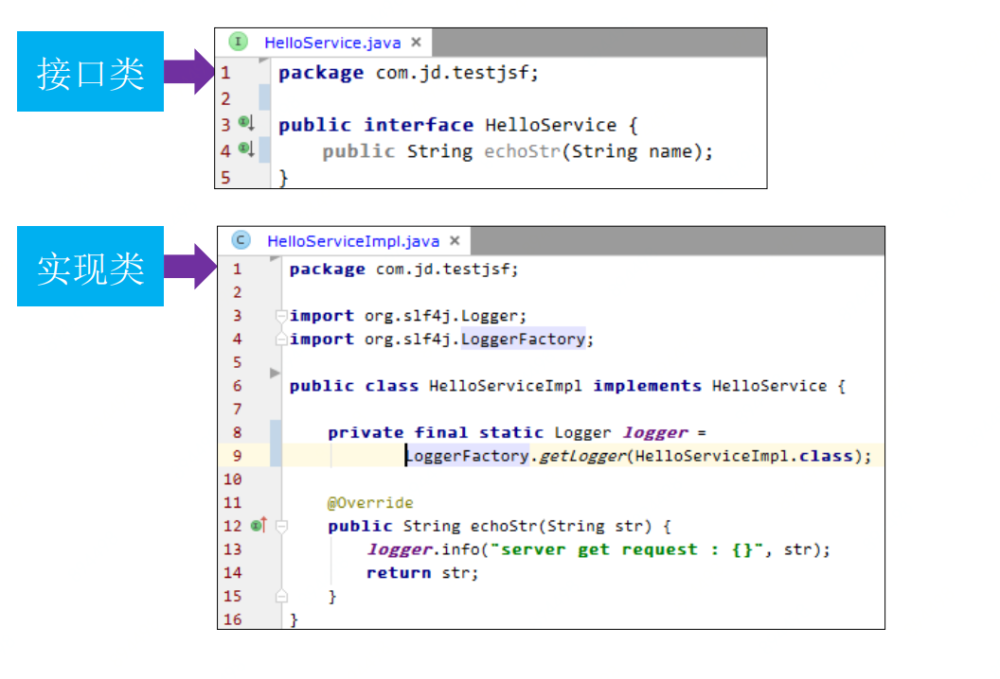 接口类
HelloService.java ×
1 package com.jd.testjsf;
2
3 public interface HelloService {
4 public String echoStr(String name);
5 }
实现类
HelloServiceImpl.java ×
1 package com.jd.testjsf;
2
3 import org.slf4j.Logger;
4 import org.slf4j.LoggerFactory;
5
6 public class HelloServiceImpl implements HelloService {
7
8 private final static Logger logger =
9 LoggerFactory.getLogger(HelloServiceImpl.class);
10
11 @Override
12 public String echoStr(String str) {
13 logger.info("server get request : {}", str);
14 return str;
15 }
16 }